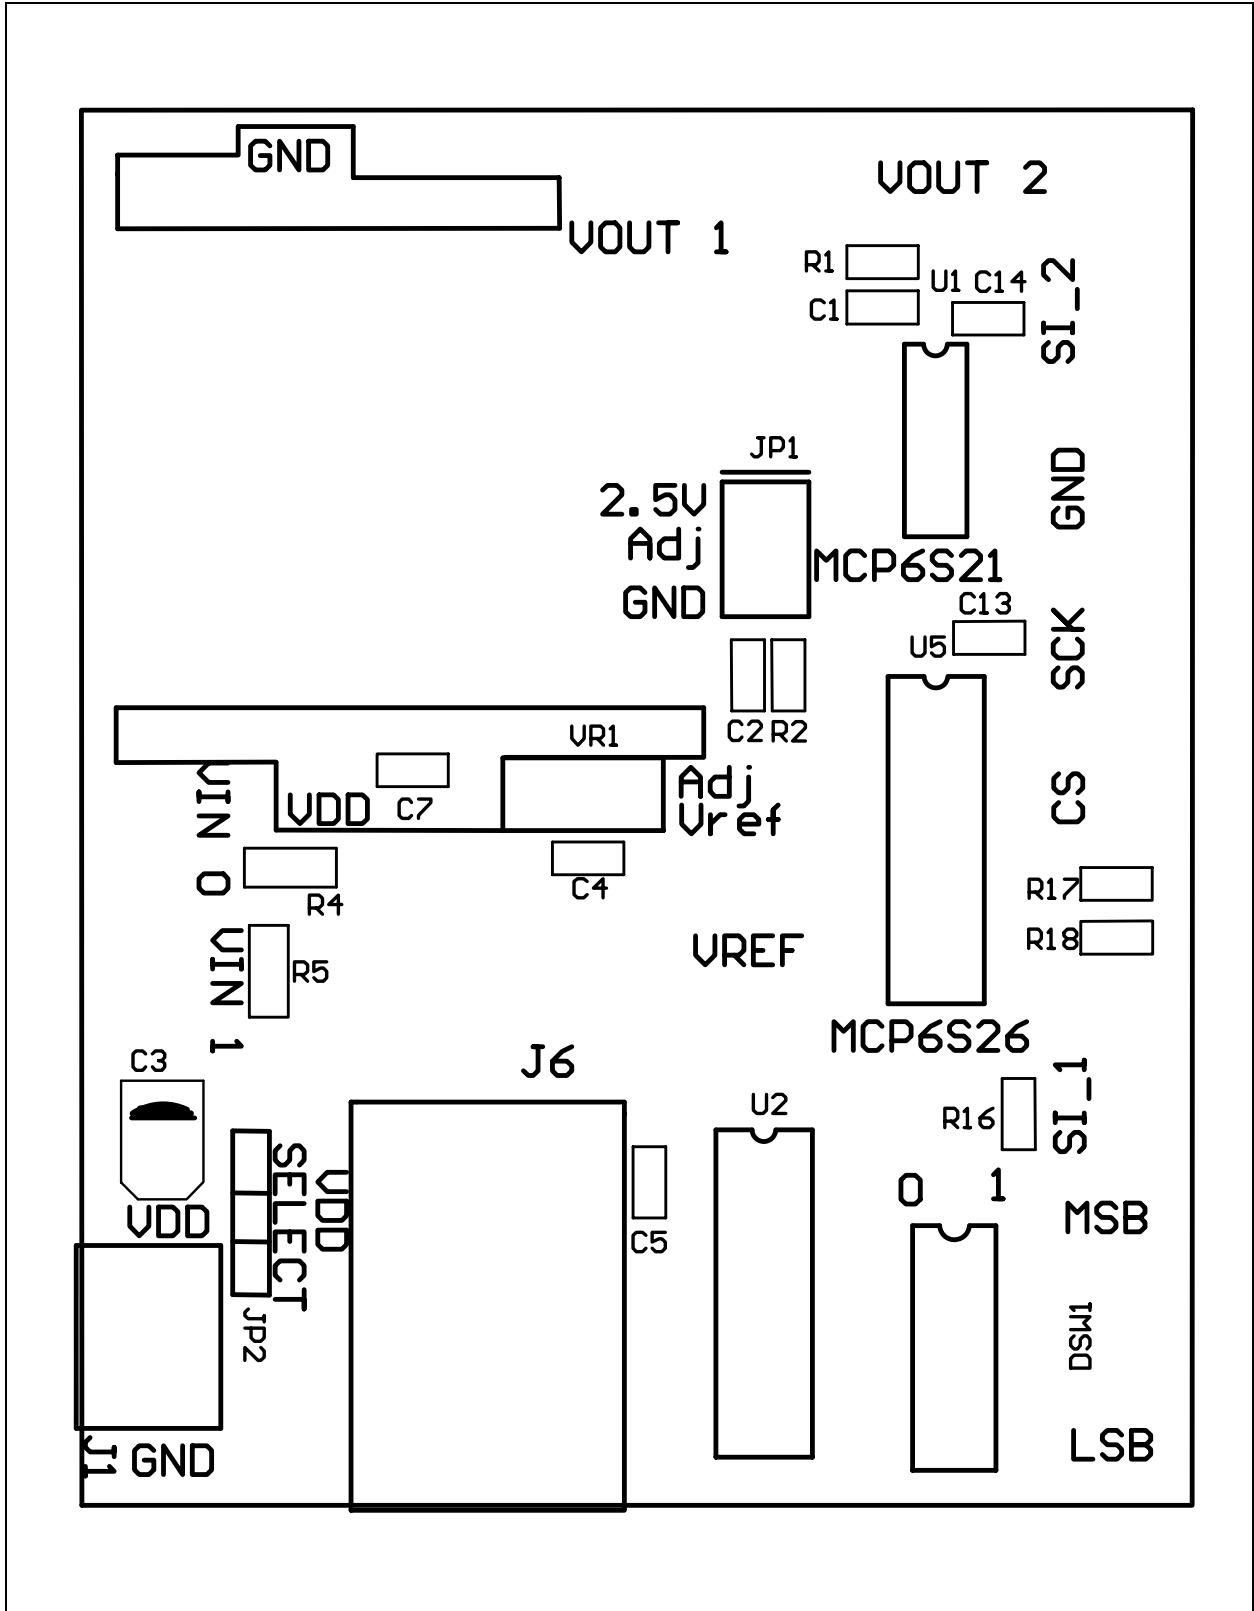 GND
VOUT 2
VOUT 1
R1
U1
C14
C1
SI_2
JP1
2.5V
Adj
GND
GND
MCP6S21
C13
U5
SCK
C2
R2
VR1
VIN 0
VDD
C7
Adj
Vref
CS
C4
R4
R17
R18
VIN 1
R5
VREF
MCP6S26
C3
J6
SI_1
U2
R16
0 1
VDD
SELECT
VDD
C5
MSB
JP2
DSW1
J1
GND
LSB